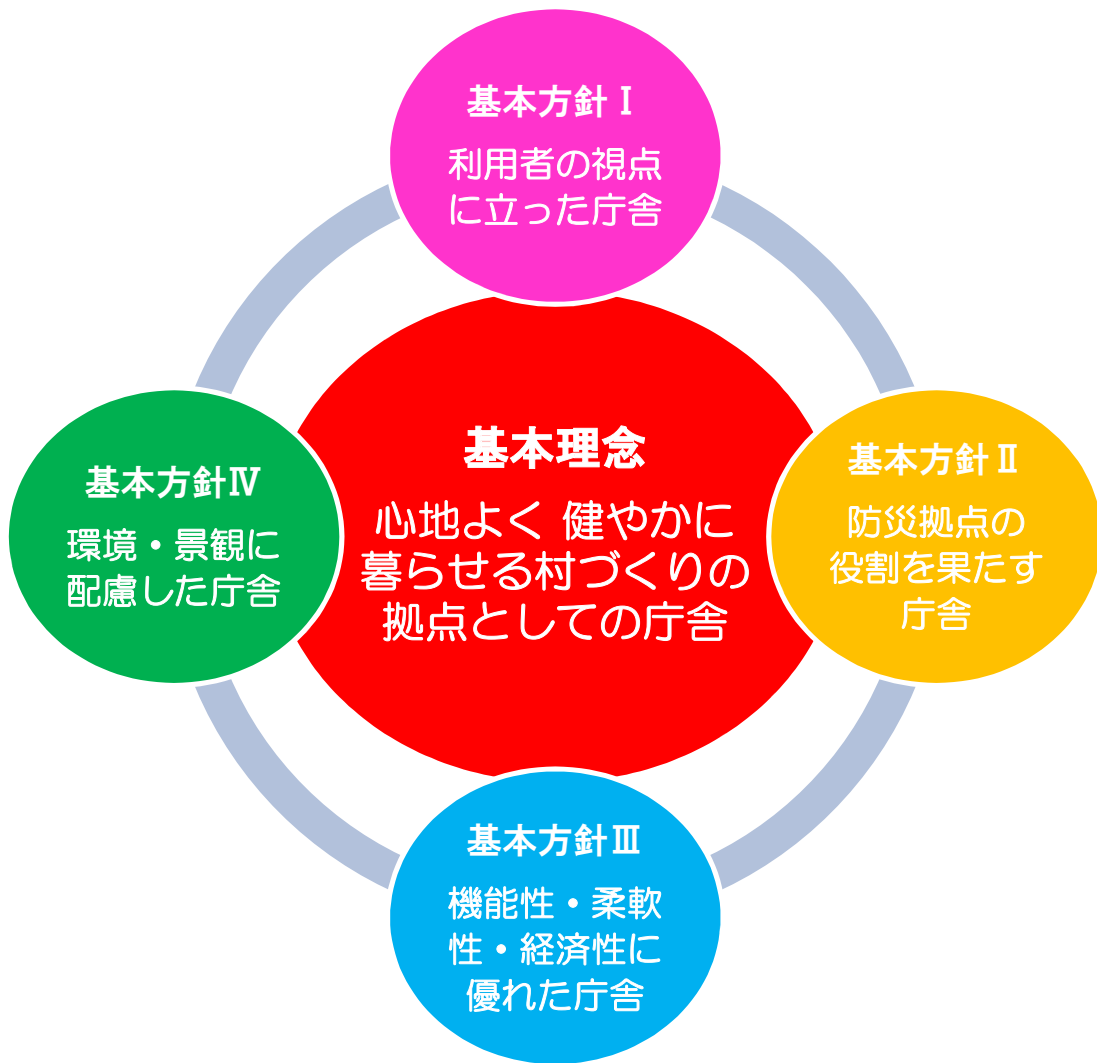 基本方針Ⅰ
利用者の視点
に立った庁舎
基本理念
心地よく 健やかに
暮らせる村づくりの
拠点としての庁舎
基本方針Ⅱ
防災拠点の
役割を果たす
庁舎
基本方針Ⅲ
機能性・柔軟
性・経済性に
優れた庁舎
基本方針Ⅳ
環境・景観に
配慮した庁舎